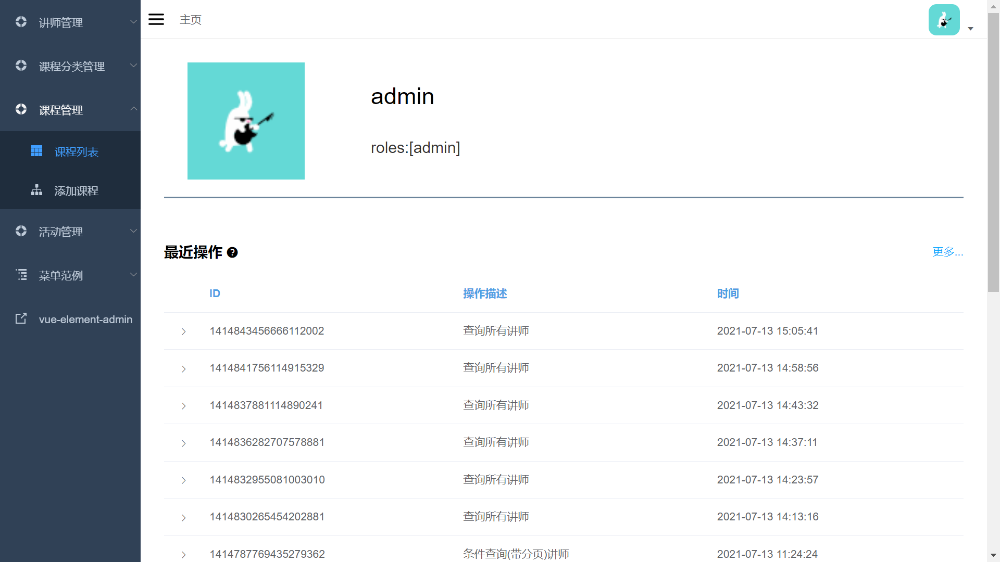 讲师管理
课程分类管理
课程管理
课程列表
添加课程
活动管理
菜单范例
vue-element-admin
主页
admin
roles:[admin]
最近操作
更多...
ID 操作描述 时间
1414843456666112002 查询所有讲师 2021-07-13 15:05:41
1414841756114915329 查询所有讲师 2021-07-13 14:58:56
1414837881114890241 查询所有讲师 2021-07-13 14:43:32
1414836282707578881 查询所有讲师 2021-07-13 14:37:11
1414832955081003010 查询所有讲师 2021-07-13 14:23:57
1414830265454202881 查询所有讲师 2021-07-13 14:13:16
1414787769435279362 条件查询(带分页)讲师 2021-07-13 11:24:24